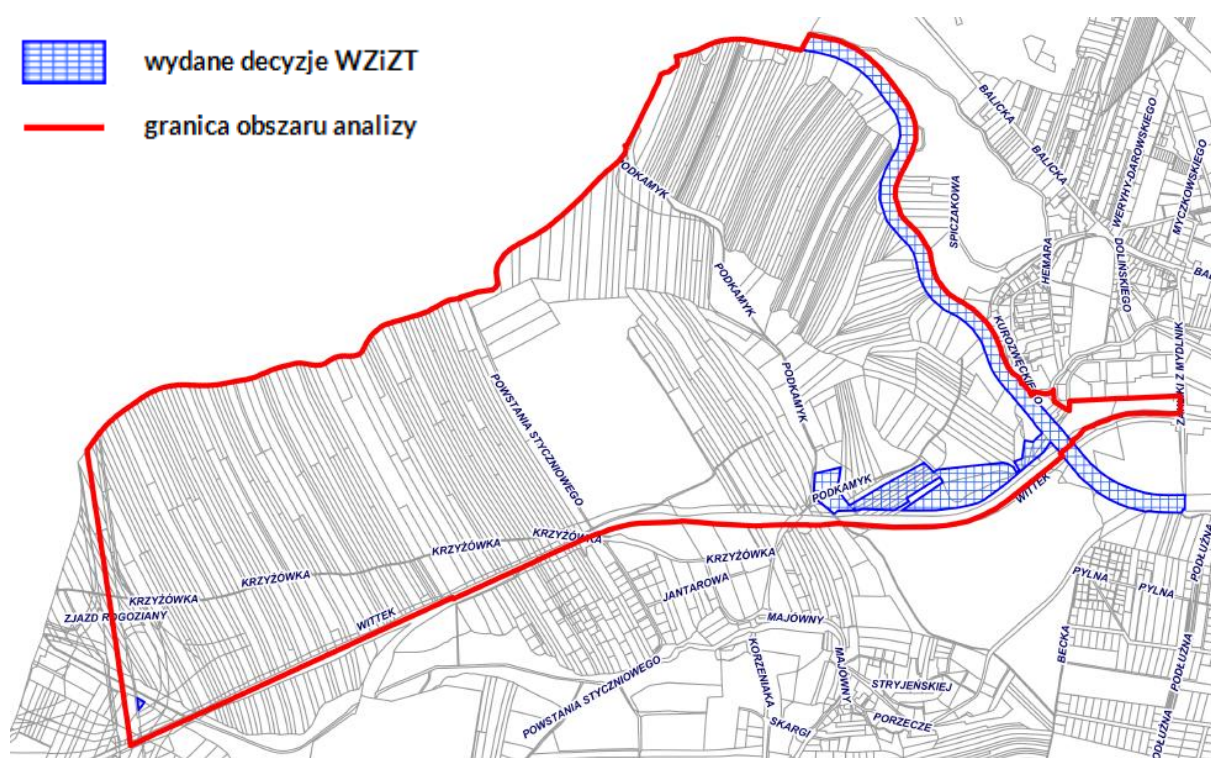 wydane decyzje WZiZT
granica obszaru analizy
BALICKA
BALICKA
WERYHY-DAROWSKIEGO
MYCZKOWSKIEGO
PODKAMYK
SPICZAKOWA
HEMARA
DOLIŃSKIEGO
PODKAMYK
KUROZWĘCKIEGO
PODKAMYK
POWSTANIA STYCZNIOWEGO
PODKAMYK
WITTEK
KRZYŻÓWKA
KRZYŻÓWKA
KRZYŻÓWKA
KRZYŻÓWKA
KRZYŻÓWKA
ZJAZD ROGOZIANY
WITTEK
JANTAROWA
MAJÓWNY
MAJÓWNY
KORZENIAKA
POWSTANIA STYCZNIOWEGO
STRYJEŃSKIEJ
SKARGI
PORZECZE
PYLNA
PYLNA
BECKA
PODŁUŻNA
PODŁUŻNA